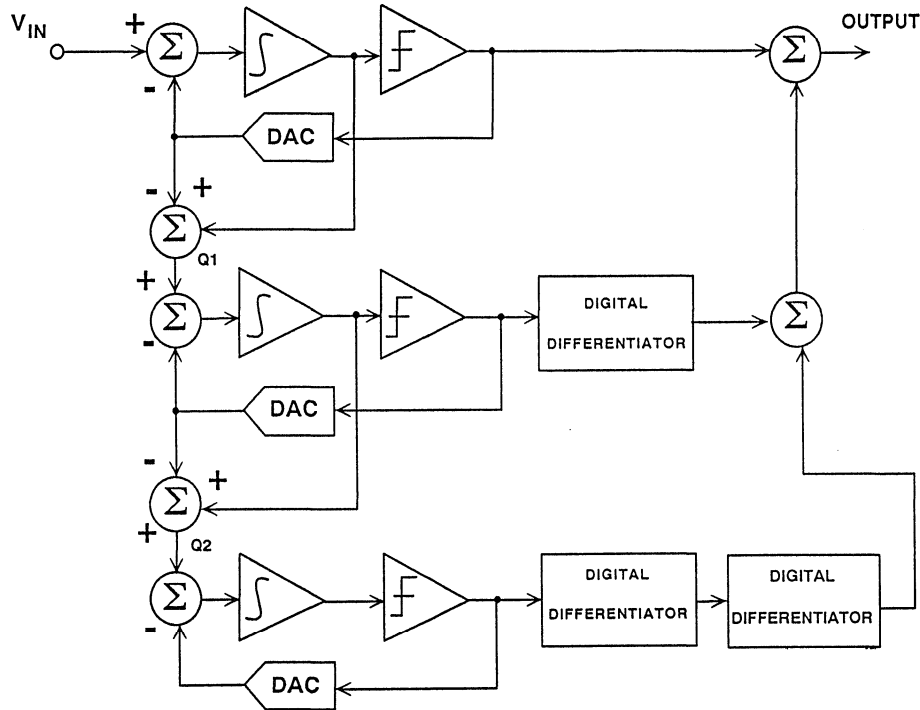 V_IN
+
Σ
-
DAC
Σ
OUTPUT
-
+
Σ
Q1
+
Σ
-
DIGITAL
DIFFERENTIATOR
Σ
DAC
-
+
Σ
+
Q2
Σ
-
DIGITAL
DIFFERENTIATOR
DIGITAL
DIFFERENTIATOR
DAC